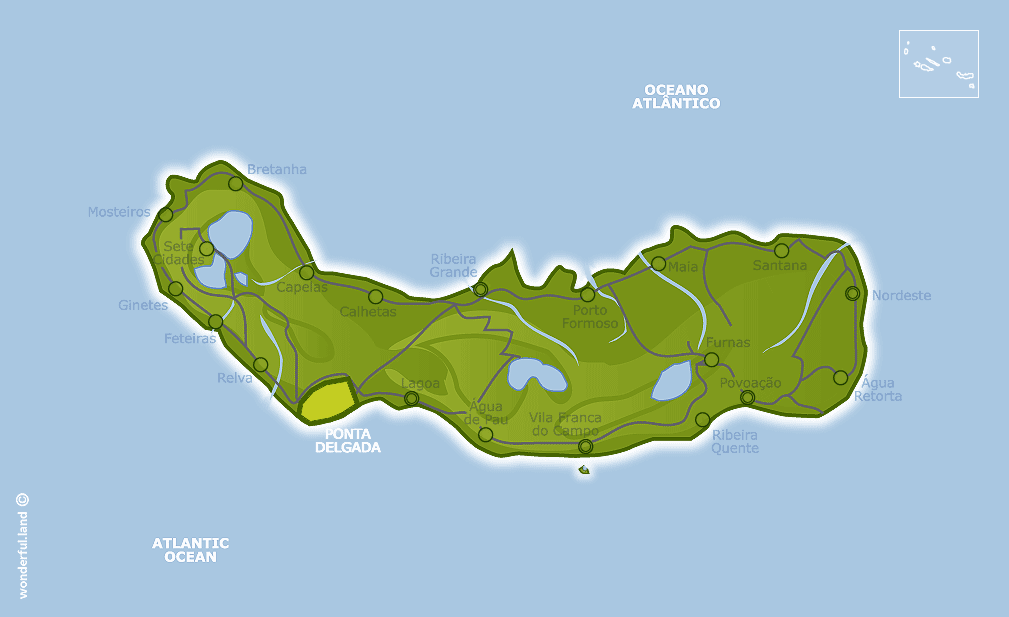 OCEANO
ATLÂNTICO
Bretanha
Mosteiros
Sete
Cidades
Ribeira
Grande
Maia
Santana
Capelas
Nordeste
Ginetes
Calhetas
Porto
Formoso
Feteiras
Furnas
Relva
Lagoa
Povoação
Água
Retorta
Água
de Pau
Vila Franca
do Campo
PONTA
DELGADA
Ribeira
Quente
ATLANTIC
OCEAN
wonderful.land ©